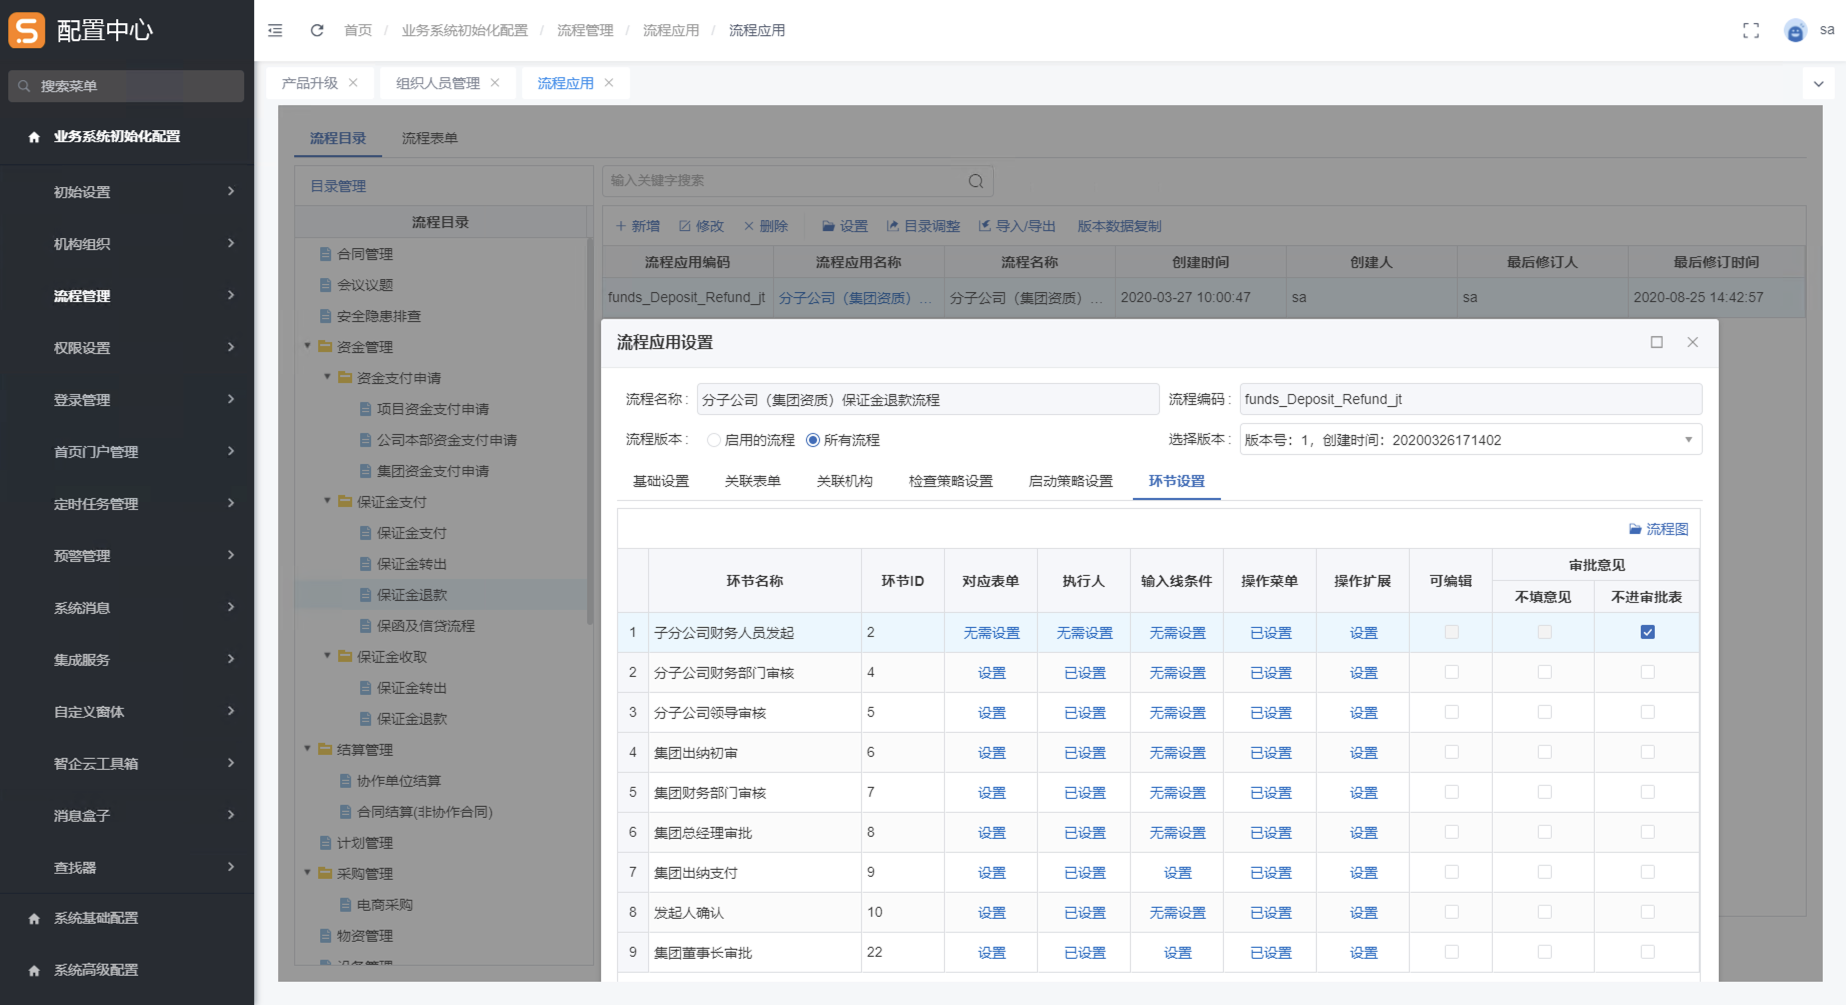 配置中心
首页 / 业务系统初始化配置 / 流程管理 / 流程应用 / 流程应用
sa
搜索菜单
产品升级
组织人员管理
流程应用
业务系统初始化配置
初始设置
机构组织
流程管理
权限设置
登录管理
首页门户管理
定时任务管理
预警管理
系统消息
集成服务
自定义窗体
智企云工具箱
消息盒子
查找器
系统基础配置
系统高级配置
流程目录 流程表单
目录管理
流程目录
合同管理
会议议题
安全隐患排查
资金管理
资金支付申请
项目资金支付申请
公司本部资金支付申请
集团资金支付申请
保证金支付
保证金支付
保证金转出
保证金退款
保函及信贷流程
保证金收取
保证金转出
保证金退款
结算管理
协作单位结算
合同结算(非协作合同)
计划管理
采购管理
电商采购
物资管理
设备管理
输入关键字搜索
新增 修改 删除 设置 目录调整 导入/导出 版本数据复制
流程应用编码 流程应用名称 流程名称 创建时间 创建人 最后修订人 最后修订时间
funds_Deposit_Refund_jt 分子公司（集团资质）... 分子公司（集团资质）... 2020-03-27 10:00:47 sa sa 2020-08-25 14:42:57
流程应用设置
流程名称: 分子公司（集团资质）保证金退款流程 流程编码: funds_Deposit_Refund_jt
流程版本: 启用的流程 所有流程 选择版本: 版本号：1，创建时间：20200326171402
基础设置 关联表单 关联机构 检查策略设置 启动策略设置 环节设置
流程图
环节名称 环节ID 对应表单 执行人 输入线条件 操作菜单 操作扩展 可编辑 审批意见
不填意见 不进审批表
1 子分公司财务人员发起 2 无需设置 无需设置 无需设置 已设置 设置
2 分子公司财务部门审核 4 设置 已设置 无需设置 已设置 设置
3 分子公司领导审核 5 设置 已设置 无需设置 已设置 设置
4 集团出纳初审 6 设置 已设置 无需设置 已设置 设置
5 集团财务部门审核 7 设置 已设置 无需设置 已设置 设置
6 集团总经理审批 8 设置 已设置 无需设置 已设置 设置
7 集团出纳支付 9 设置 已设置 设置 已设置 设置
8 发起人确认 10 设置 已设置 无需设置 已设置 设置
9 集团董事长审批 22 设置 已设置 设置 已设置 设置